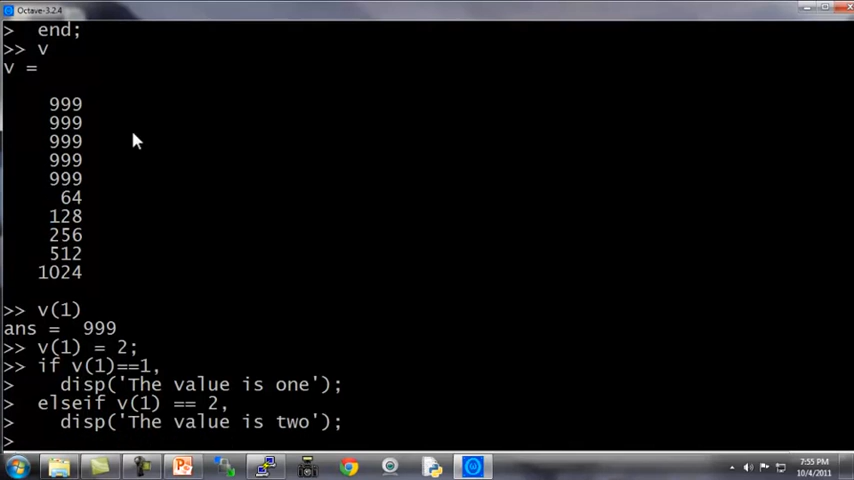 Octave-3.2.4
>  end;
>> v
v =
999
999
999
999
999
64
128
256
512
1024
>> v(1)
ans =  999
>> v(1) = 2;
>> if v(1)==1,
>    disp('The value is one');
>  elseif v(1) == 2,
>    disp('The value is two');
>
7:55 PM
10/4/2011